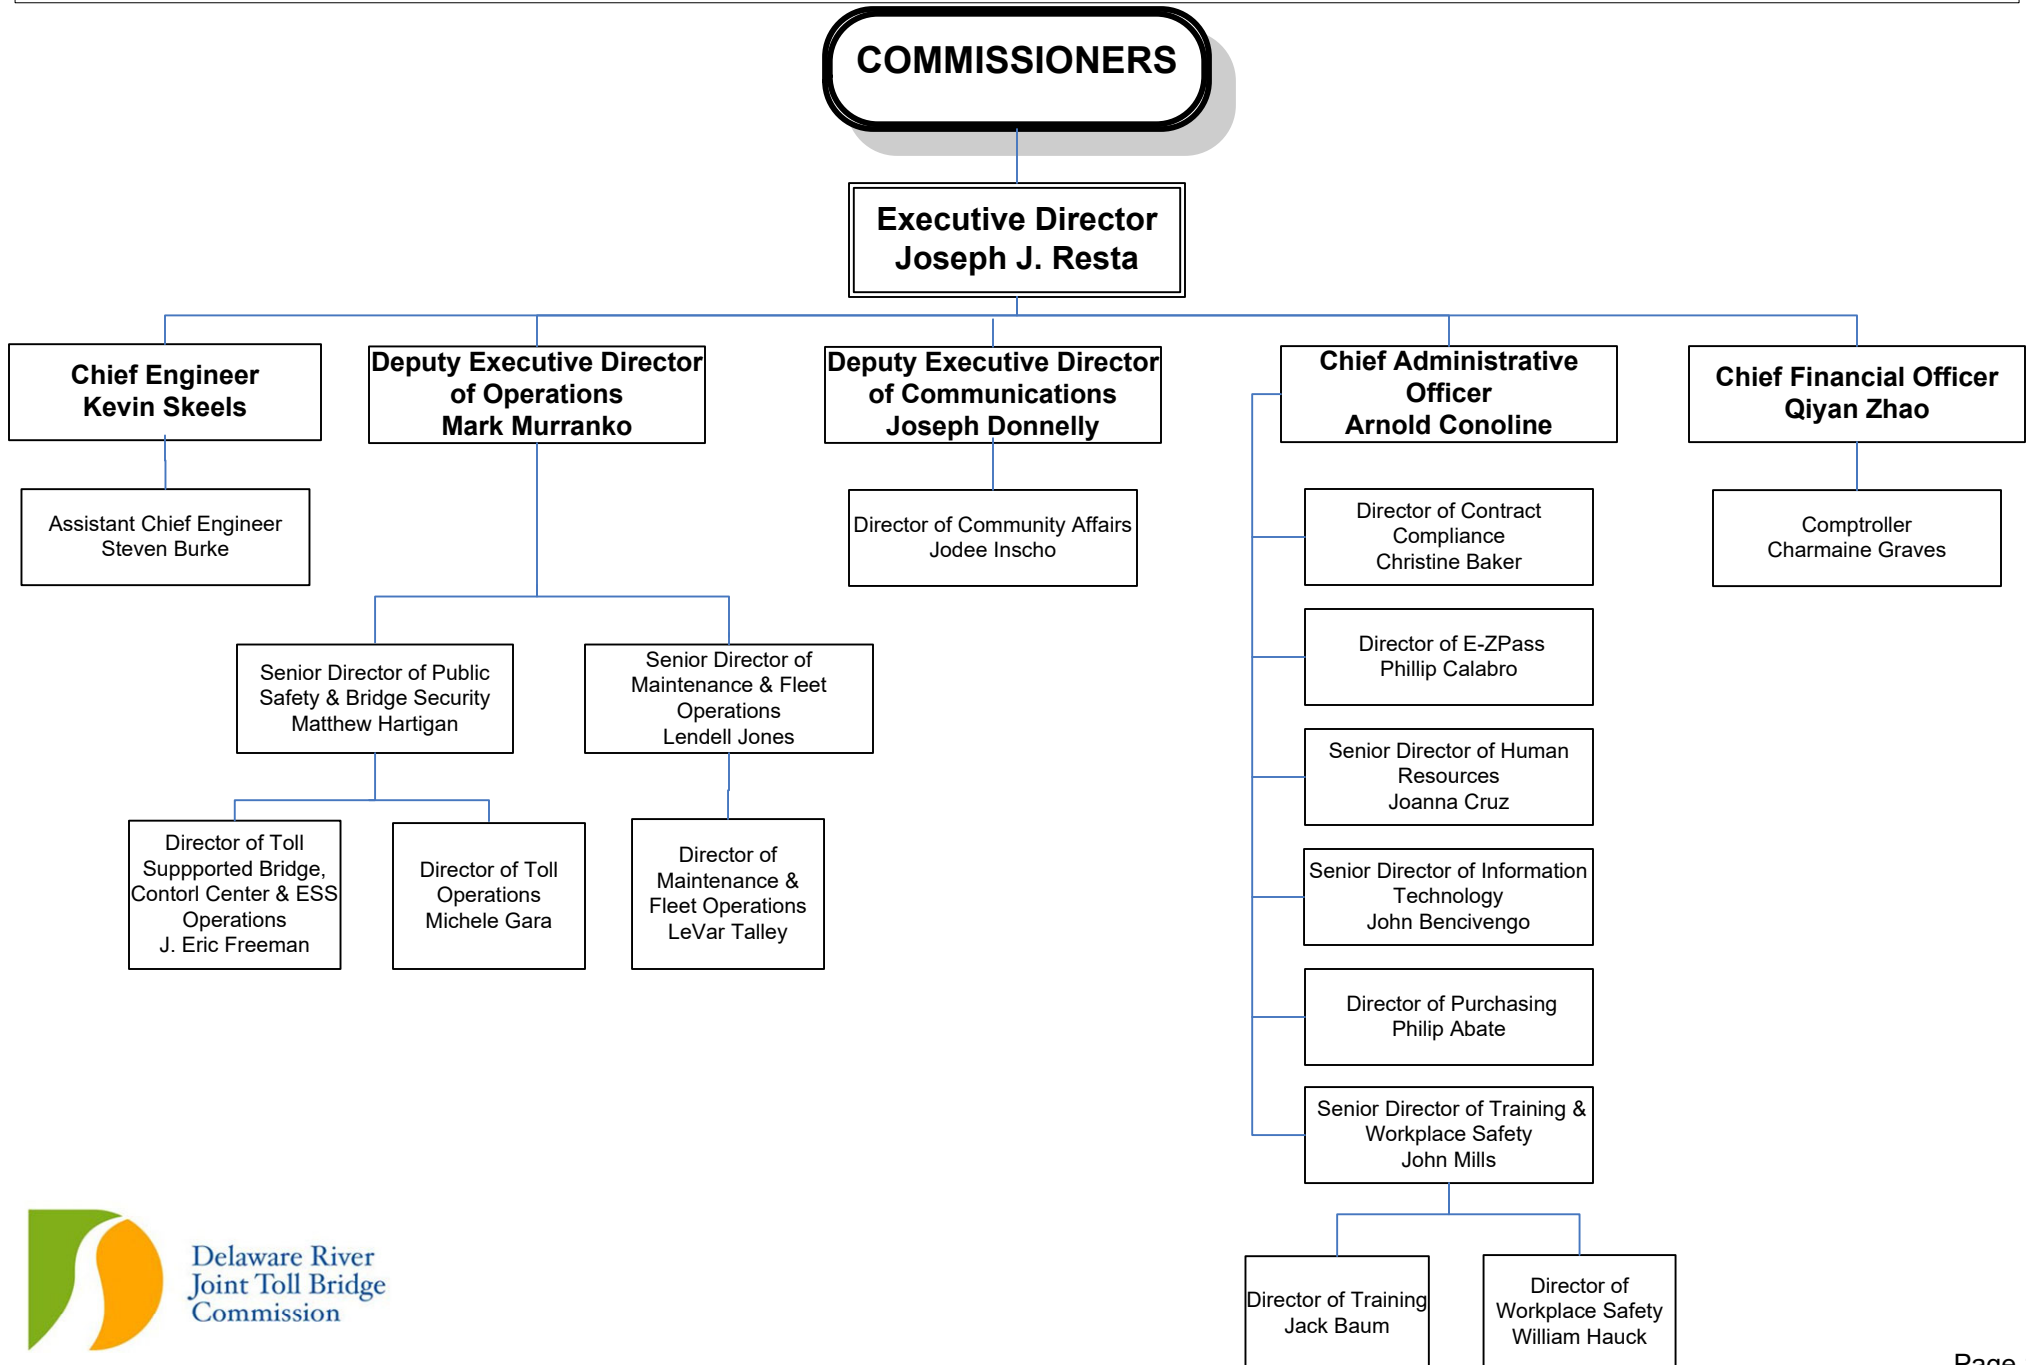 COMMISSIONERS
Executive Director
Joseph J. Resta
Chief Engineer
Kevin Skeels
Deputy Executive Director
of Operations
Mark Murranko
Deputy Executive Director
of Communications
Joseph Donnelly
Chief Administrative
Officer
Arnold Conoline
Chief Financial Officer
Qiyan Zhao
Assistant Chief Engineer
Steven Burke
Director of Community Affairs
Jodee Inscho
Director of Contract
Compliance
Christine Baker
Comptroller
Charmaine Graves
Director of E-ZPass
Phillip Calabro
Senior Director of Public
Safety & Bridge Security
Matthew Hartigan
Senior Director of
Maintenance & Fleet
Operations
Lendell Jones
Senior Director of Human
Resources
Joanna Cruz
Director of Toll
Suppported Bridge,
Contorl Center & ESS
Operations
J. Eric Freeman
Director of Toll
Operations
Michele Gara
Director of
Maintenance &
Fleet Operations
LeVar Talley
Senior Director of Information
Technology
John Bencivengo
Director of Purchasing
Philip Abate
Senior Director of Training &
Workplace Safety
John Mills
Director of Training
Jack Baum
Director of
Workplace Safety
William Hauck
Delaware River
Joint Toll Bridge
Commission
Page